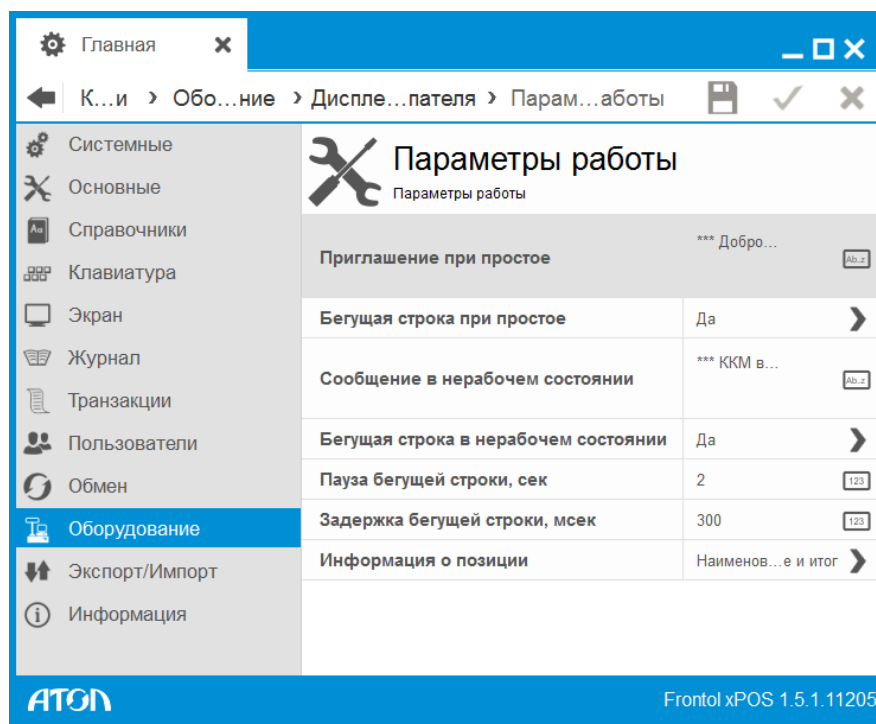 Главная
К…и › Обо…ние › Диспле…пателя › Парам…аботы
Системные
Основные
Справочники
Клавиатура
Экран
Журнал
Транзакции
Пользователи
Обмен
Оборудование
Экспорт/Импорт
Информация
Параметры работы
Параметры работы
Приглашение при простое *** Добро… Ab..z
Бегущая строка при простое Да
Сообщение в нерабочем состоянии *** ККМ в… Ab..z
Бегущая строка в нерабочем состоянии Да
Пауза бегущей строки, сек 2 123
Задержка бегущей строки, мсек 300 123
Информация о позиции Наименов…е и итог
ATOL Frontol xPOS 1.5.1.11205